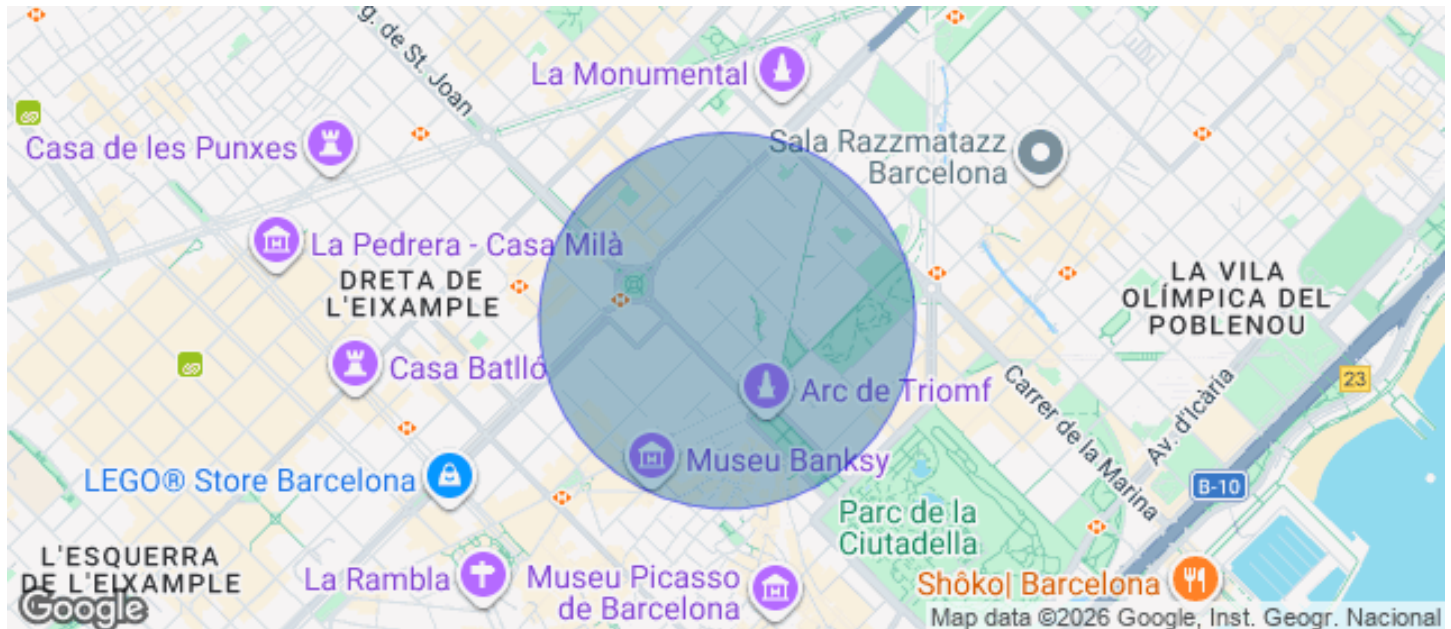 g. de St. Joan
La Monumental
Casa de les Punxes
Sala Razzmatazz
Barcelona
La Pedrera - Casa Milà
DRETA DE
L'EIXAMPLE
LA VILA
OLÍMPICA DEL
POBLENOU
Casa Batlló
Arc de Triomf
23
Carrer de la Marina
Av. d'Icària
Museu Banksy
LEGO® Store Barcelona
B-10
Parc de la
Ciutadella
L'ESQUERRA
DE L'EIXAMPLE
La Rambla
Museu Picasso
de Barcelona
Shôko| Barcelona
Google
Map data ©2026 Google, Inst. Geogr. Nacional